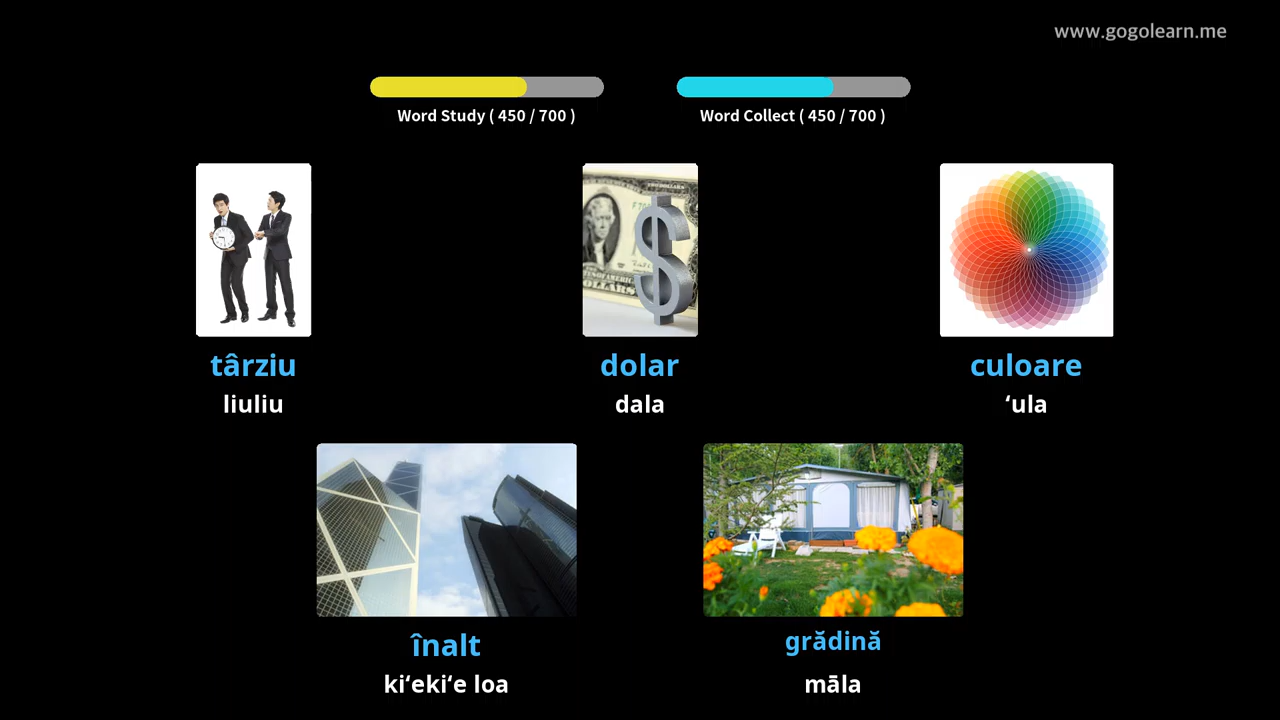 www.gogolearn.me
Word Study ( 450 / 700 )
Word Collect ( 450 / 700 )
târziu
liuliu
dolar
dala
culoare
ʻula
înalt
kiʻekiʻe loa
grădină
māla